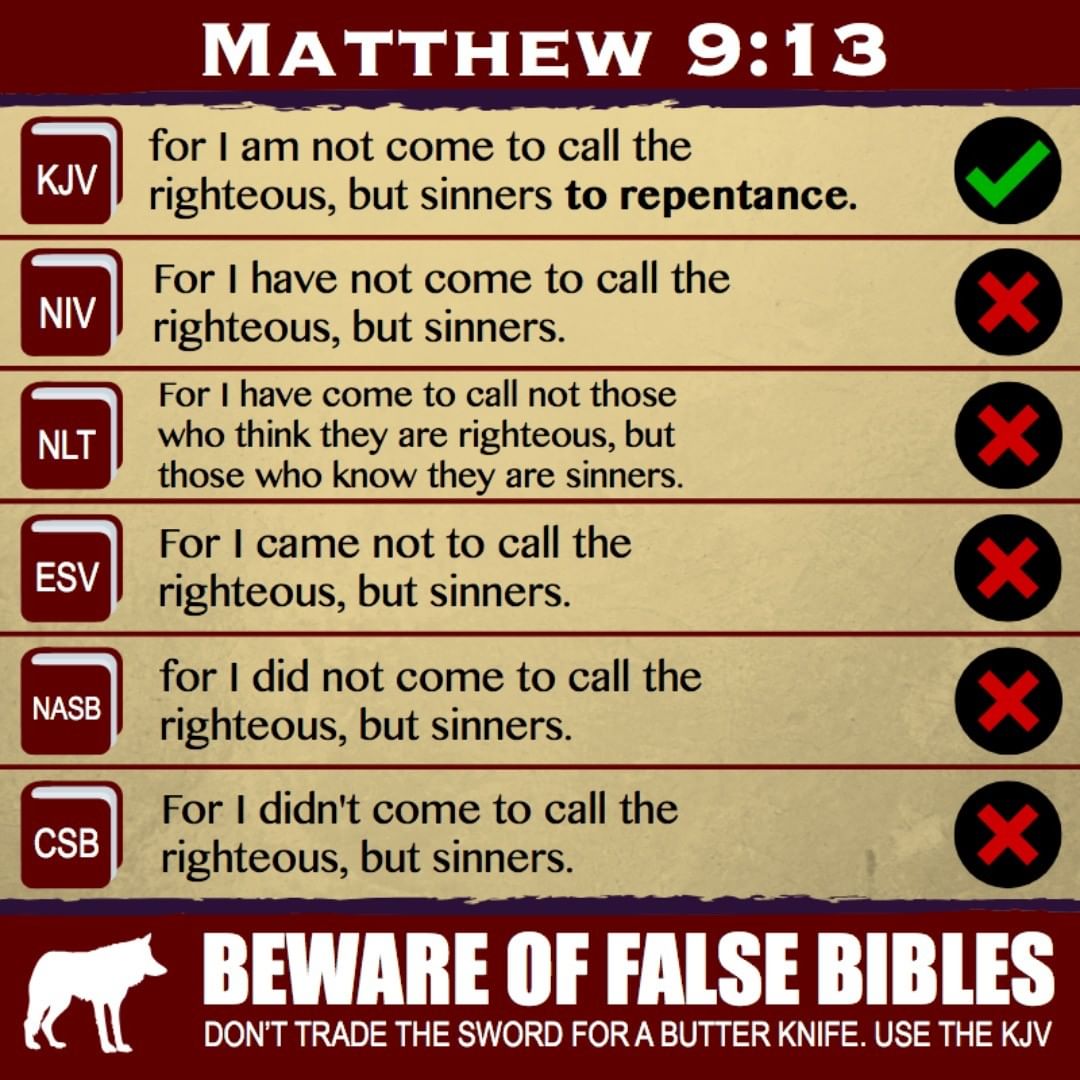 MATTHEW 9:13
KJV
for I am not come to call the
righteous, but sinners to repentance.
NIV
For I have not come to call the
righteous, but sinners.
NLT
For I have come to call not those
who think they are righteous, but
those who know they are sinners.
ESV
For I came not to call the
righteous, but sinners.
NASB
for I did not come to call the
righteous, but sinners.
CSB
For I didn't come to call the
righteous, but sinners.
BEWARE OF FALSE BIBLES
DON'T TRADE THE SWORD FOR A BUTTER KNIFE. USE THE KJV